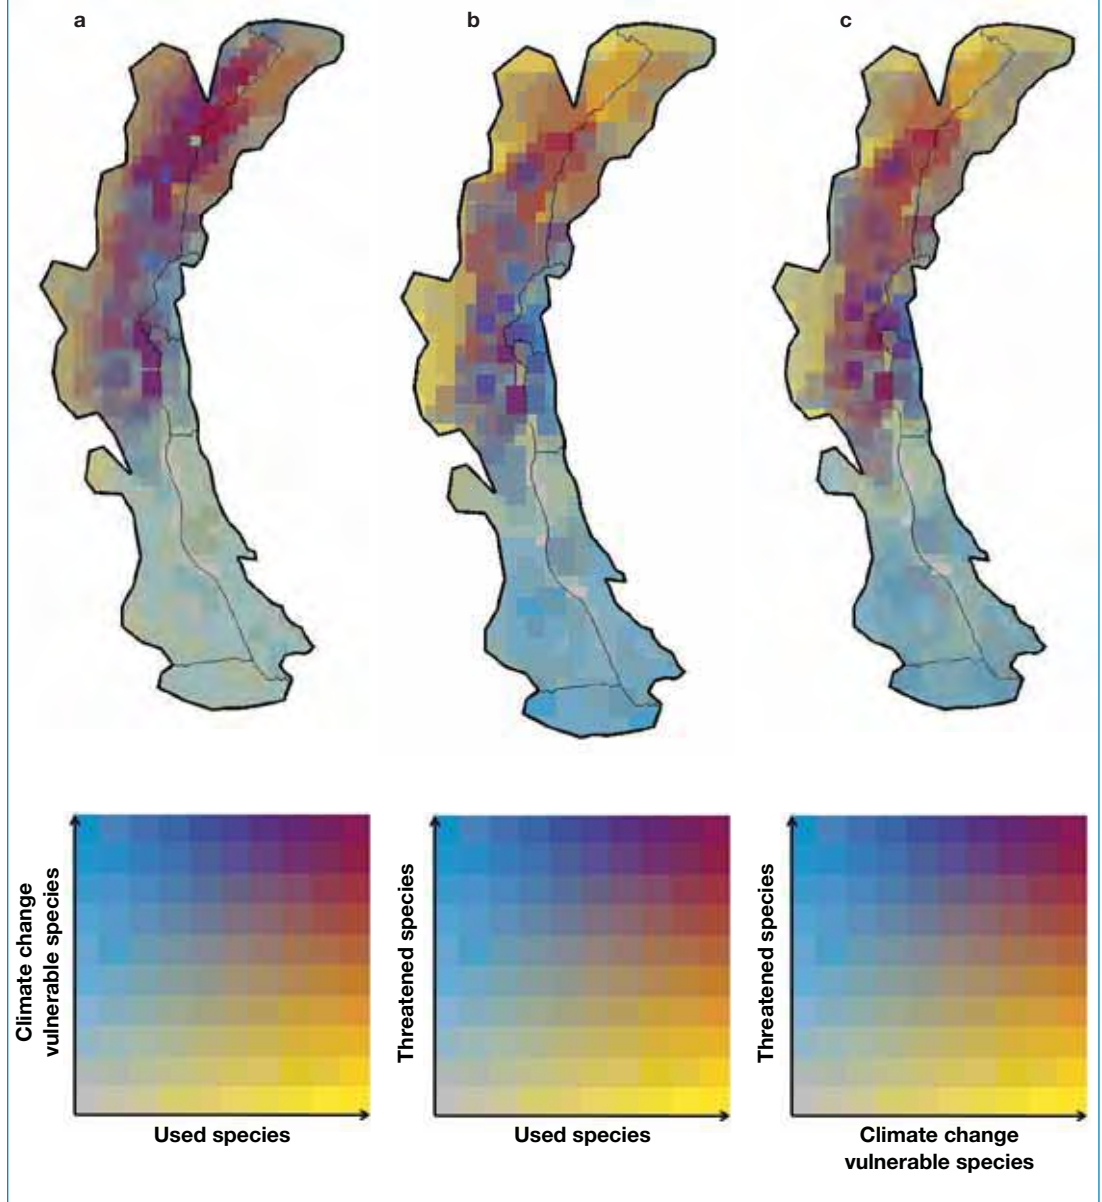 a
b
c
Climate change
vulnerable species
Used species
Threatened species
Used species
Threatened species
Climate change
vulnerable species